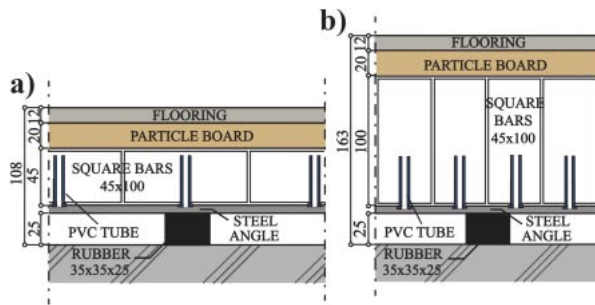 a)
12
FLOORING
20
PARTICLE BOARD
108
45
SQUARE BARS
45x100
25
PVC TUBE
STEEL
ANGLE
RUBBER
35x35x25
b)
12
FLOORING
20
PARTICLE BOARD
163
100
SQUARE
BARS
45x100
25
PVC TUBE
STEEL
ANGLE
RUBBER
35x35x25